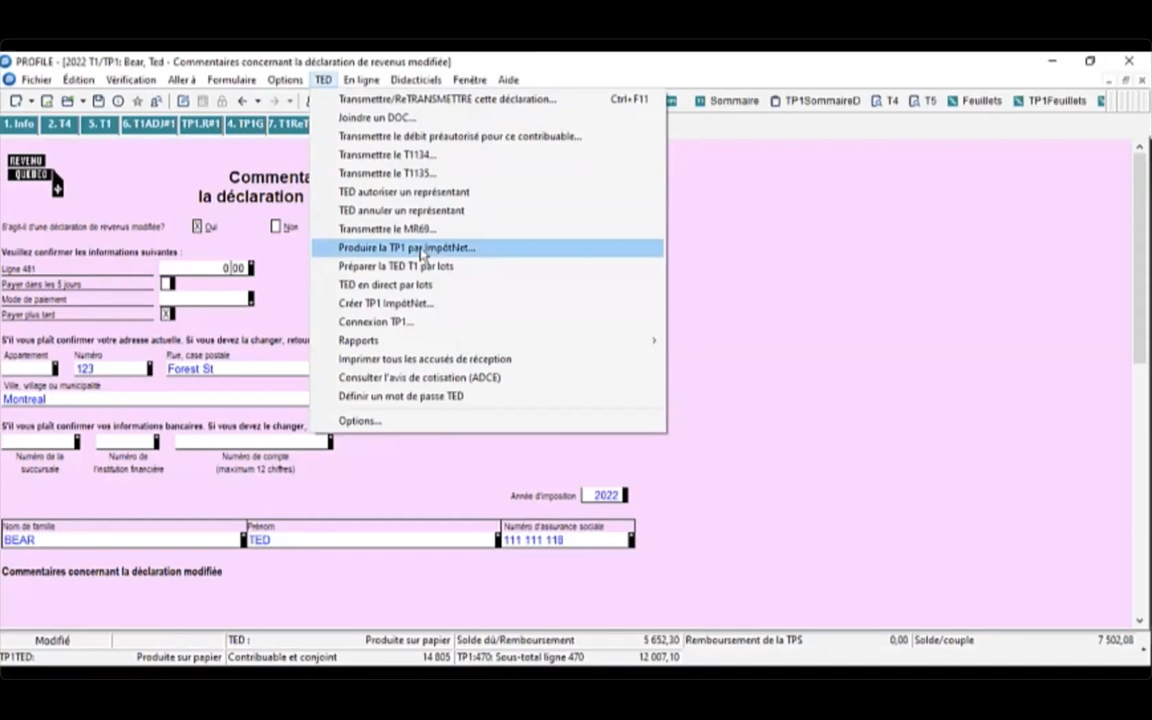 PROFILE - [2022 T1/TP1: Bear, Ted - Commentaires concernant la déclaration de revenus modifiée]
Fichier Édition Vérification Aller à Formulaire Options TED En ligne Didacticiels Fenêtre Aide
Sommaire TP1SommaireD T4 T5 Feuillets TP1Feuillets
1. Info 2. T4 5. T1 6. T1ADJ#1 TP1.R#1 4. TP1G 7. T1ReT
Transmettre/ReTRANSMETTRE cette déclaration... Ctrl+F11
Joindre un DOC...
Transmettre le débit préautorisé pour ce contribuable...
Transmettre le T1134...
Transmettre le T1135...
TED autoriser un représentant
TED annuler un représentant
Transmettre le MR69...
Produire la TP1 par ImpôtNet...
Préparer la TED T1 par lots
TED en direct par lots
Créer TP1 ImpôtNet...
Connexion TP1...
Rapports
Imprimer tous les accusés de réception
Consulter l'avis de cotisation (ADCE)
Définir un mot de passe TED
Options...
REVENU
QUÉBEC
Commenta
la déclaration
S'agit-il d'une déclaration de revenus modifiée? X Oui Non
Veuillez confirmer les informations suivantes :
Ligne 481 0|00
Payer dans les 5 jours
Mode de paiement
Payer plus tard X
S'il vous plaît confirmer votre adresse actuelle. Si vous devez la changer, retou
Appartement Numéro Rue, case postale
123 Forest St
Ville, village ou municipalité
Montreal
S'il vous plaît confirmer vos informations bancaires. Si vous devez le changer,
Numéro de la Numéro de Numéro de compte
succursale l'institution financière (maximum 12 chiffres)
Année d'imposition 2022
Nom de famille Prénom Numéro d'assurance sociale
BEAR TED 111 111 118
Commentaires concernant la déclaration modifiée
Modifié TED : Produite sur papier Solde dû/Remboursement 5 652,30 Remboursement de la TPS 0,00 Solde/couple 7 502,08
TP1TED: Produite sur papier Contribuable et conjoint 14 805 TP1:470: Sous-total ligne 470 12 007,10